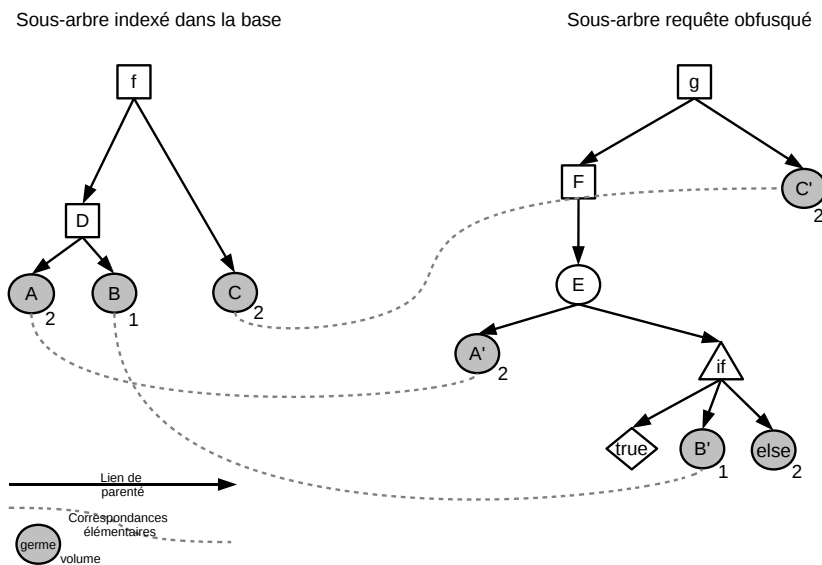 Sous-arbre indexé dans la base
Sous-arbre requête obfusqué
f
D
A
2
B
1
C
2
g
F
C'
2
E
A'
2
if
true
B'
1
else
2
Lien de
parenté
Correspondances
élémentaires
germe
volume